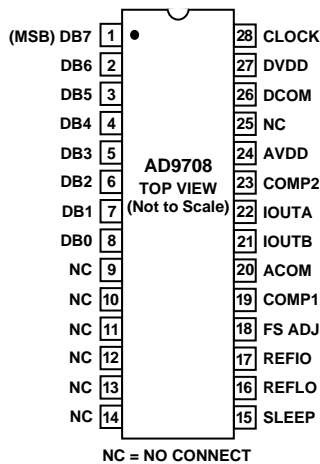 (MSB) DB7 1 28 CLOCK
DB6 2 27 DVDD
DB5 3 26 DCOM
DB4 4 25 NC
DB3 5 24 AVDD
DB2 6 23 COMP2
DB1 7 22 IOUTA
DB0 8 21 IOUTB
NC 9 20 ACOM
NC 10 19 COMP1
NC 11 18 FS ADJ
NC 12 17 REFIO
NC 13 16 REFLO
NC 14 15 SLEEP
AD9708
TOP VIEW
(Not to Scale)
NC = NO CONNECT